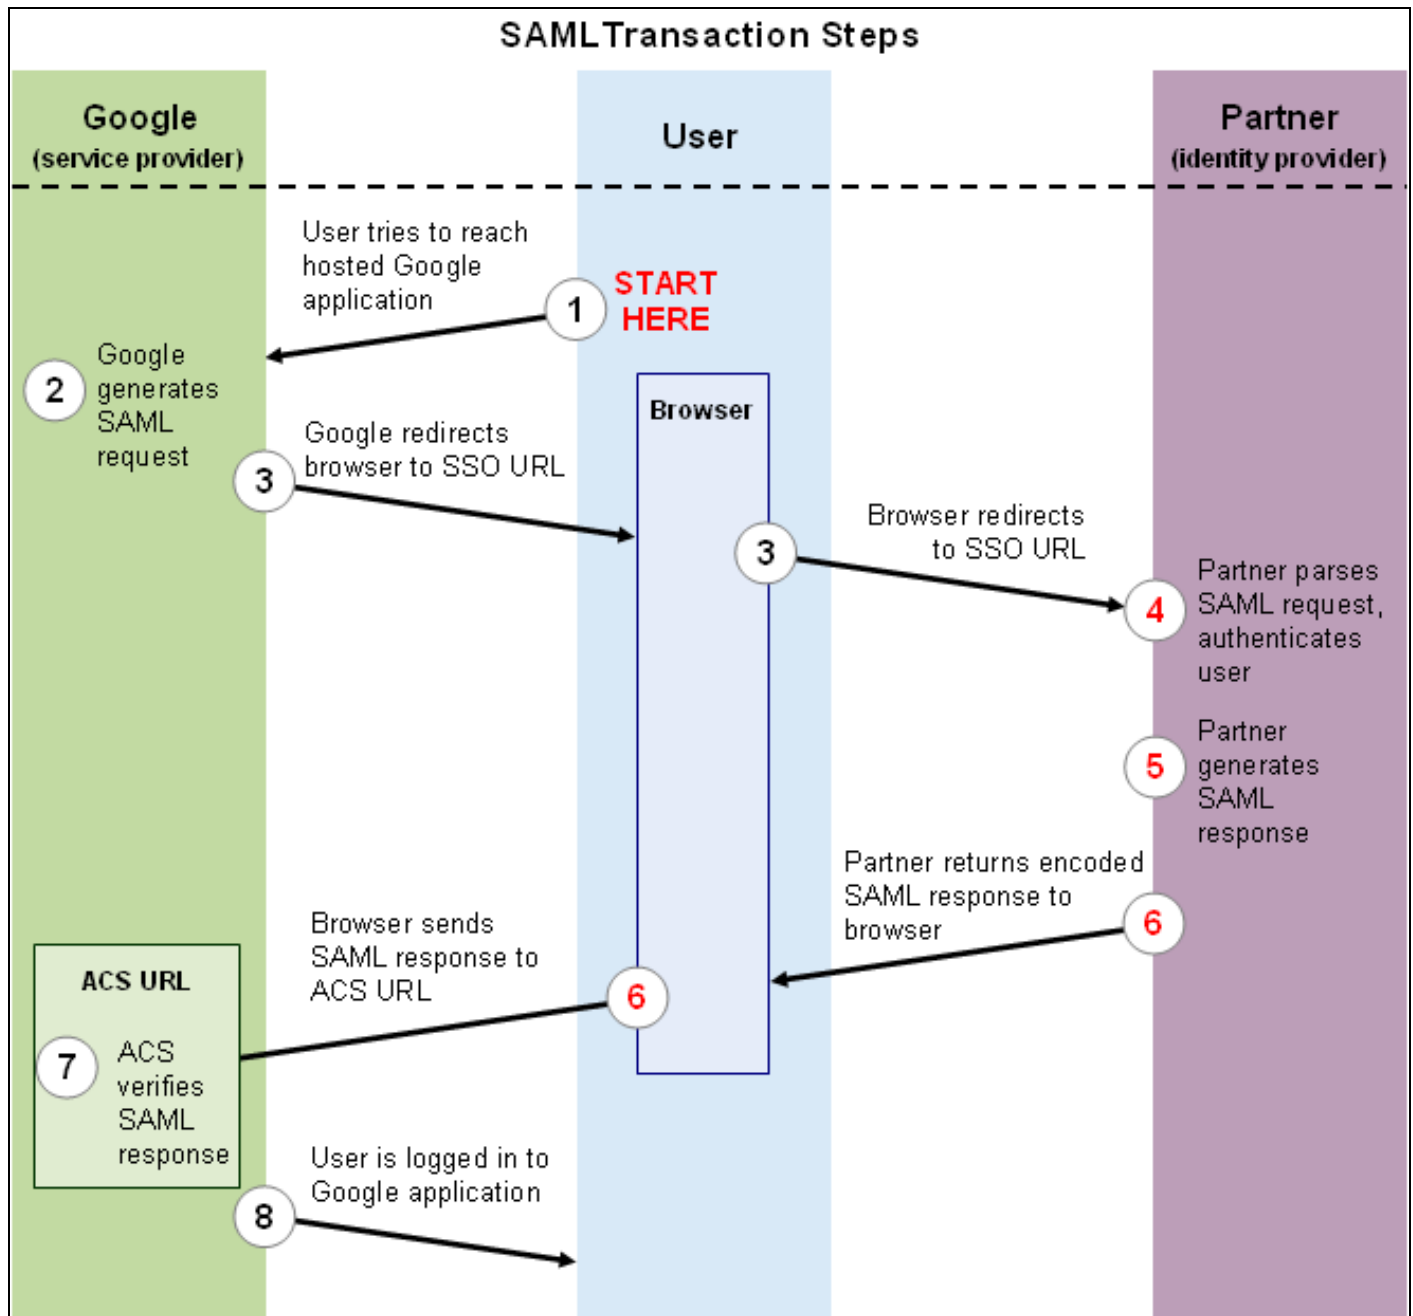 SAML Transaction Steps
Google
(service provider)
User
Partner
(identity provider)
User tries to reach
hosted Google
application
1
START
HERE
2
Google
generates
SAML
request
Browser
3
Google redirects
browser to SSO URL
3
Browser redirects
to SSO URL
4
Partner parses
SAML request,
authenticates
user
5
Partner
generates
SAML
response
Partner returns encoded
SAML response to
browser
6
Browser sends
SAML response to
ACS URL
6
ACS URL
7
ACS
verifies
SAML
response
8
User is logged in to
Google application